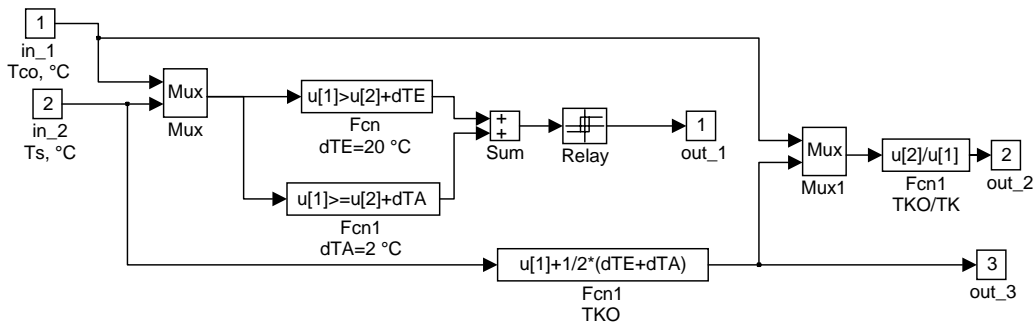 1
in_1
Tco, °C
2
in_2
Ts, °C
Mux
Mux
u[1]>u[2]+dTE
Fcn
dTE=20 °C
u[1]>=u[2]+dTA
Fcn1
dTA=2 °C
+
+
Sum
Relay
1
out_1
u[1]+1/2*(dTE+dTA)
Fcn1
TKO
Mux
Mux1
u[2]/u[1]
Fcn1
TKO/TK
2
out_2
3
out_3